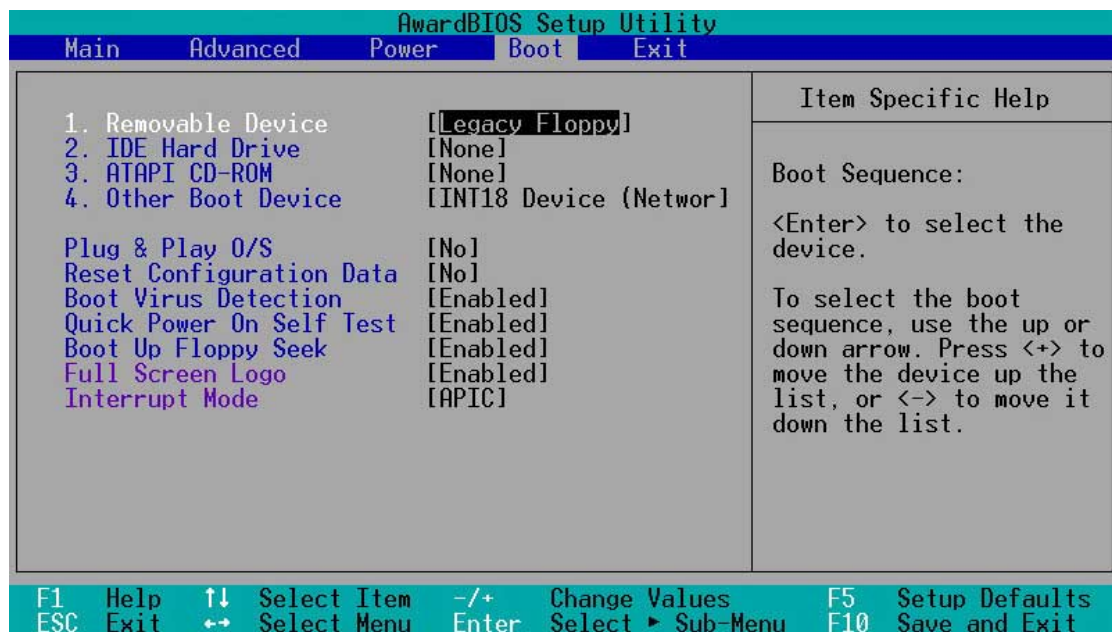 AwardBIOS Setup Utility
Main Advanced Power Boot Exit
1. Removable Device [Legacy Floppy]
2. IDE Hard Drive [None]
3. ATAPI CD-ROM [None]
4. Other Boot Device [INT18 Device (Networ]
Plug & Play O/S [No]
Reset Configuration Data [No]
Boot Virus Detection [Enabled]
Quick Power On Self Test [Enabled]
Boot Up Floppy Seek [Enabled]
Full Screen Logo [Enabled]
Interrupt Mode [APIC]
Item Specific Help
Boot Sequence:
<Enter> to select the
device.
To select the boot
sequence, use the up or
down arrow. Press <+> to
move the device up the
list, or <-> to move it
down the list.
F1 Help ↑↓ Select Item -/+ Change Values F5 Setup Defaults
ESC Exit ←→ Select Menu Enter Select ► Sub-Menu F10 Save and Exit